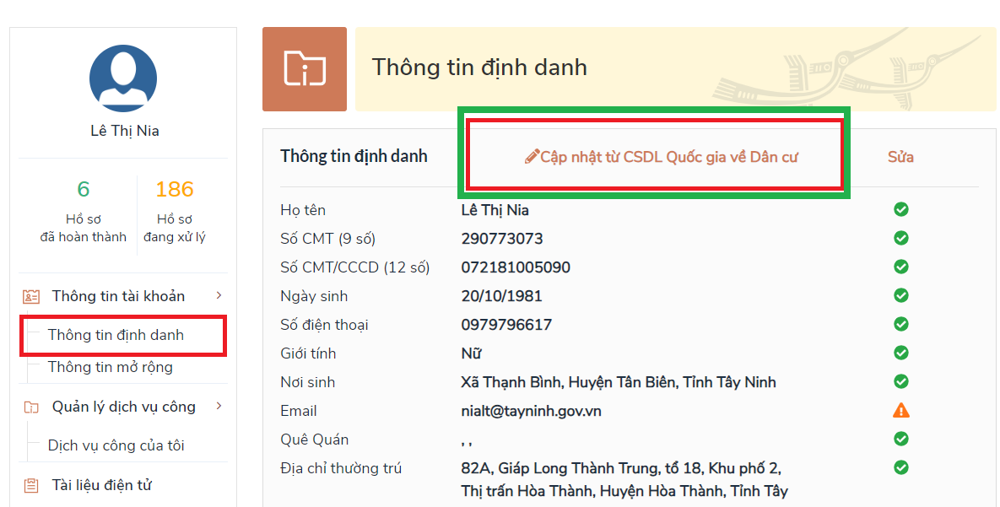 Lê Thị Nia
6
186
Hồ sơ
đã hoàn thành
Hồ sơ
đang xử lý
Thông tin tài khoản
Thông tin định danh
Thông tin mở rộng
Quản lý dịch vụ công
Dịch vụ công của tôi
Tài liệu điện tử
Thông tin định danh
Thông tin định danh
Cập nhật từ CSDL Quốc gia về Dân cư
Sửa
Họ tên Lê Thị Nia
Số CMT (9 số) 290773073
Số CMT/CCCD (12 số) 072181005090
Ngày sinh 20/10/1981
Số điện thoại 0979796617
Giới tính Nữ
Nơi sinh Xã Thạnh Bình, Huyện Tân Biên, Tỉnh Tây Ninh
Email nialt@tayninh.gov.vn
Quê Quán , ,
Địa chỉ thường trú 82A, Giáp Long Thành Trung, tổ 18, Khu phố 2,
Thị trấn Hòa Thành, Huyện Hòa Thành, Tỉnh Tây